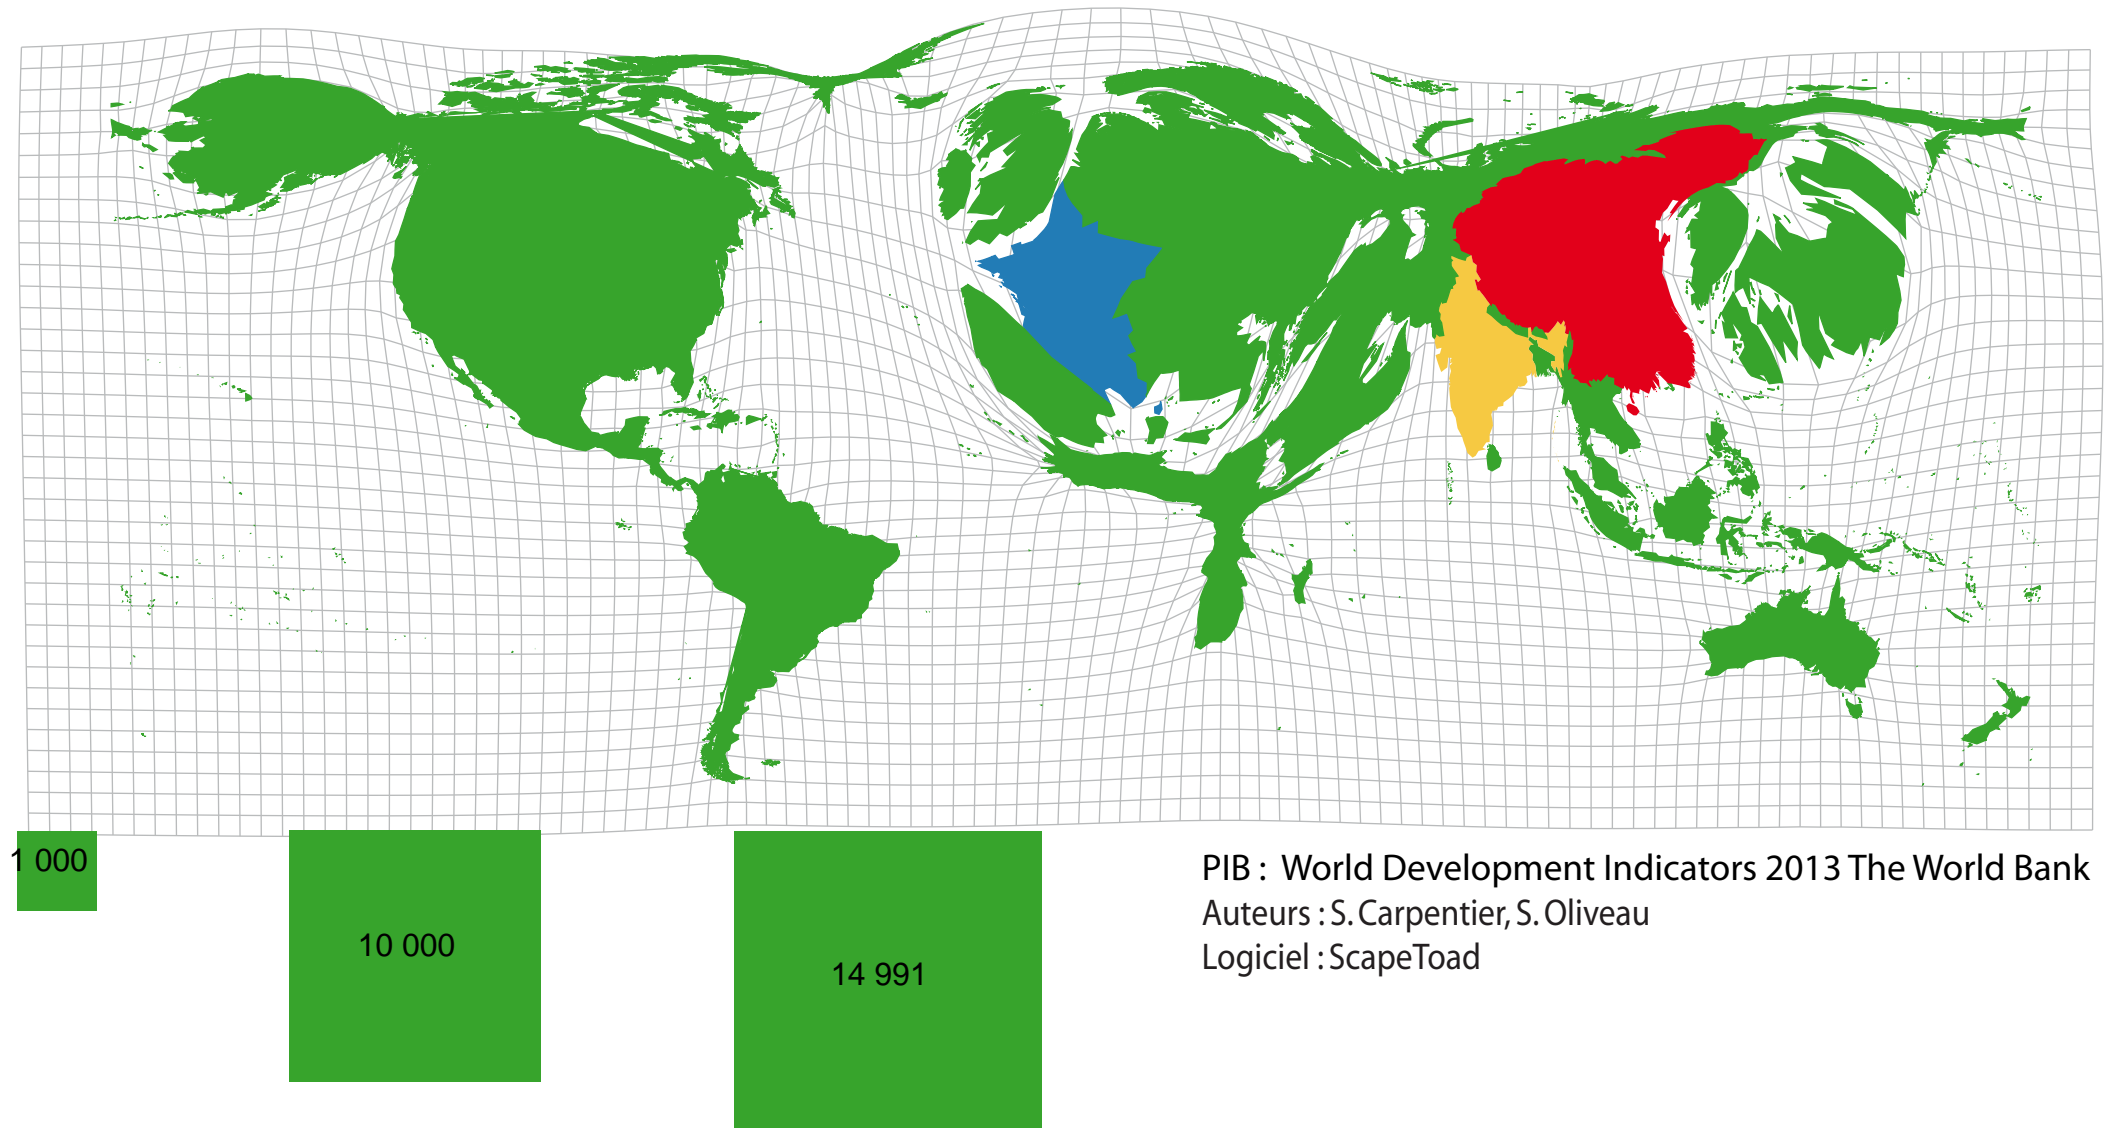 1 000
10 000
14 991
PIB : World Development Indicators 2013 The World Bank
Auteurs : S. Carpentier, S. Oliveau
Logiciel : ScapeToad